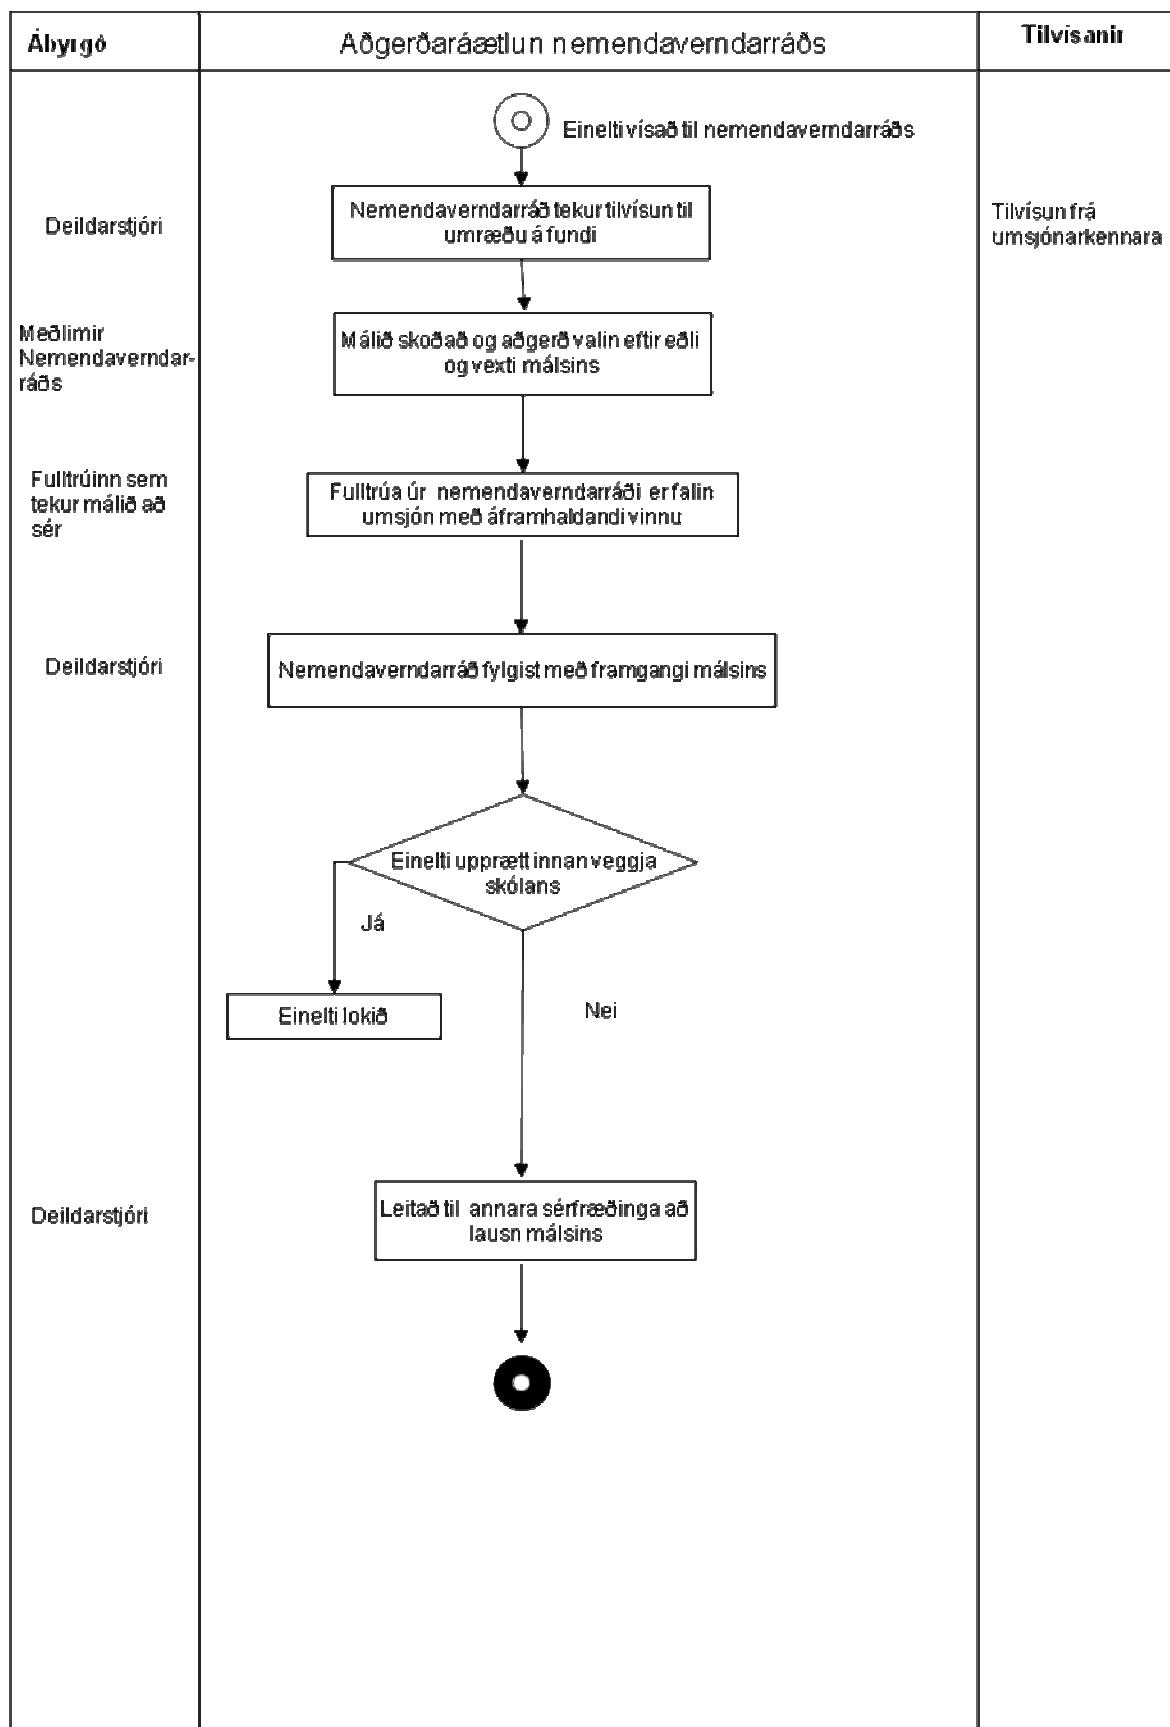 Ábyrgð
Aðgerðaráætlun nemendaverndarráðs
Tilvísanir
Einelti vísað til nemendaverndarráðs
Deildarstjóri
Nemendaverndarráð tekur tilvísun til
umræðu á fundi
Tilvísun frá
umsjónarkennara
Meðlimir
Nemendaverndar-
ráðs
Málið skoðað og aðgerð valin eftir eðli
og vexti málsins
Fulltrúinn sem
tekur málið að
sér
Fulltrúa úr nemendaverndarráði er falin
umsjón með áframhaldandi vinnu
Deildarstjóri
Nemendaverndarráð fylgist með framgangi málsins
Einelti upprætt innan veggja
skólans
Já
Einelti lokið
Nei
Deildarstjóri
Leitað til annara sérfræðinga að
lausn málsins